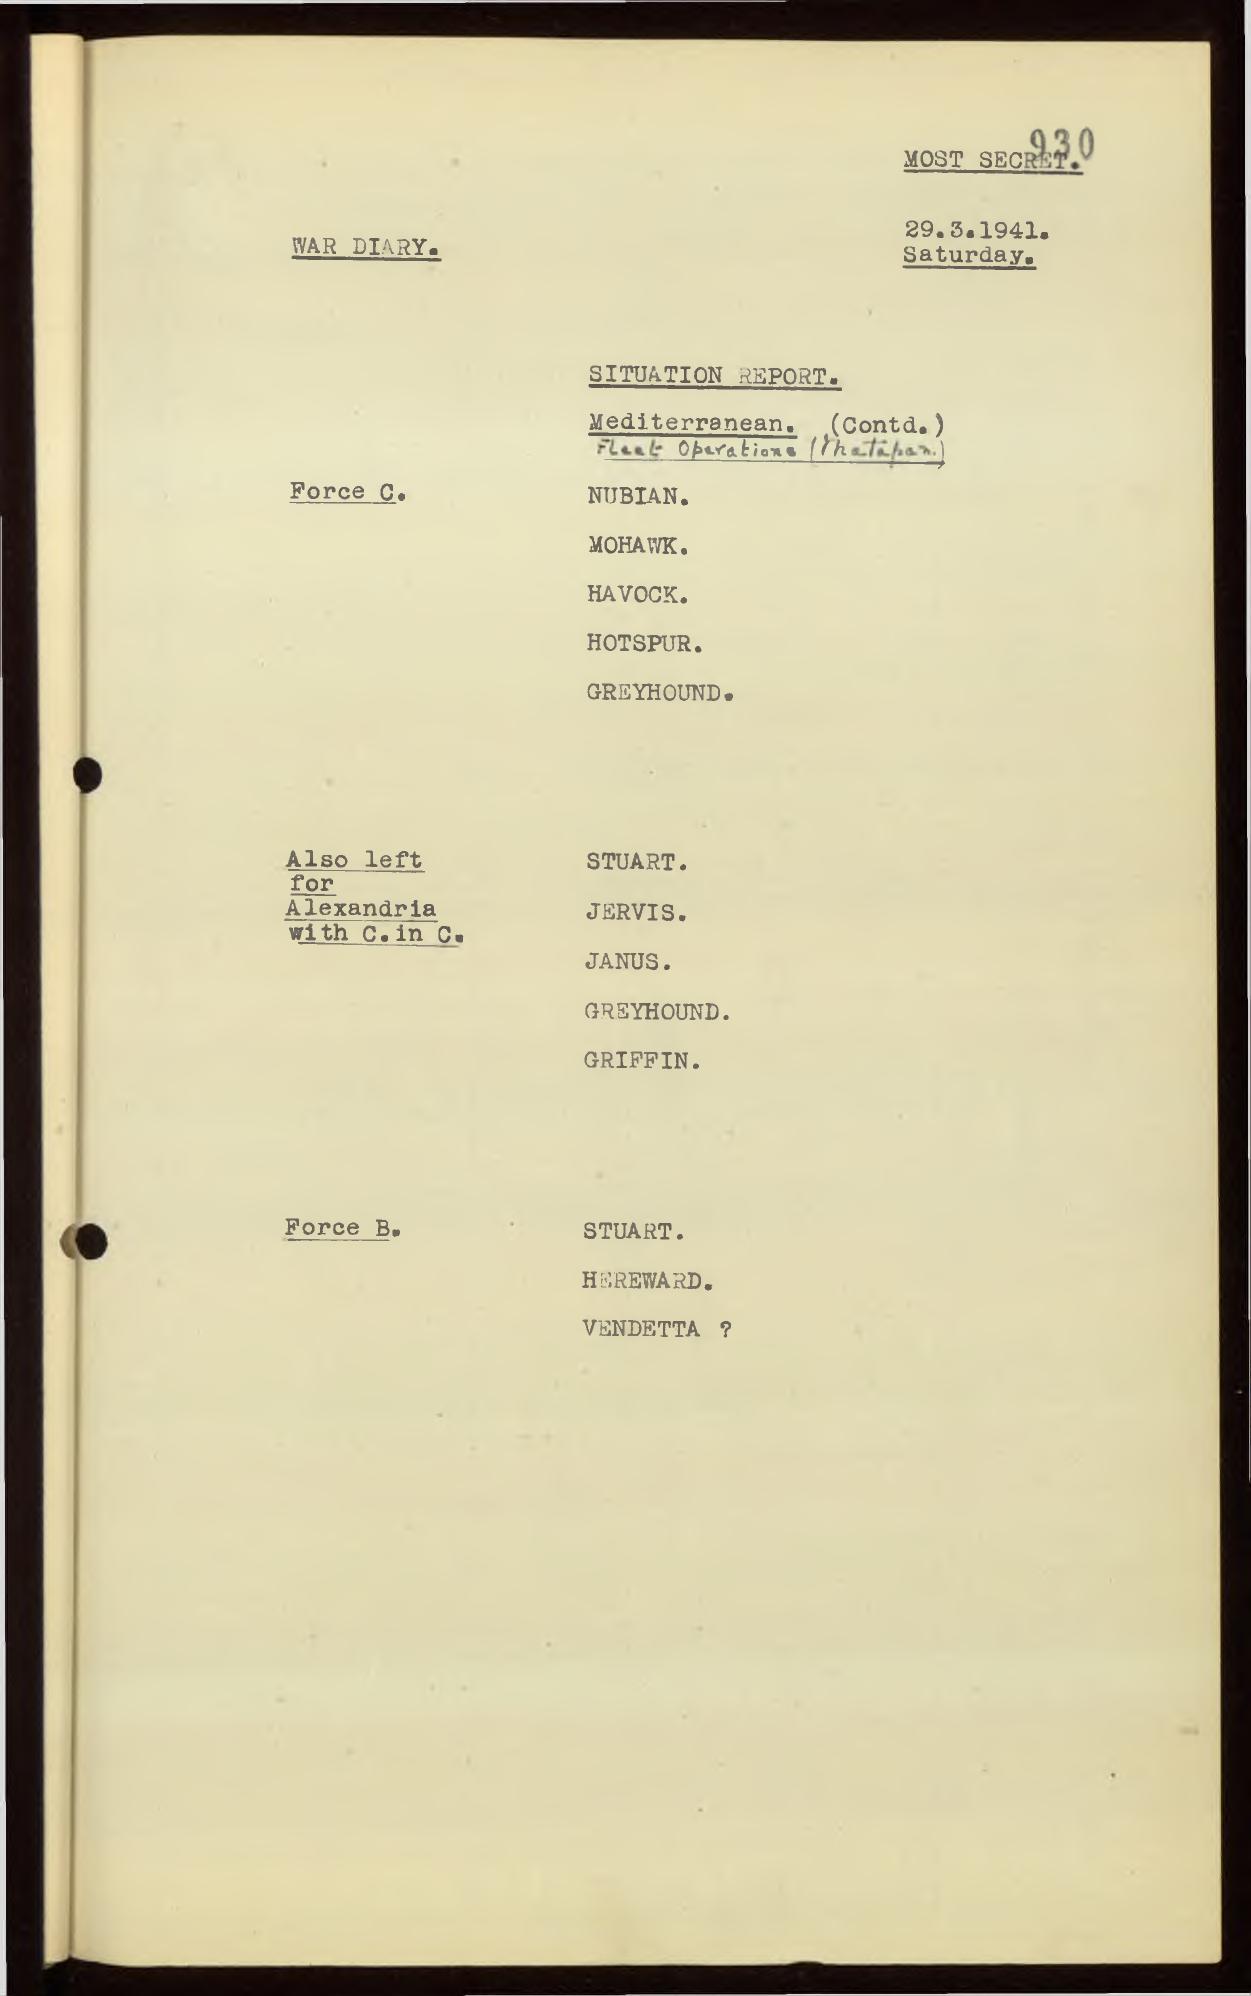 930
MOST SECRET.
29.3.1941.
WAR DIARY.
Saturday.
SITUATION REPORT.
Mediterranean. (Contd.)
Fleet Operations (Matapan.)
Force C.
NUBIAN.
MOHAWK.
HAVOCK.
HOTSPUR.
GREYHOUND.
Also left
for
Alexandria
with C.in C.
STUART.
JERVIS.
JANUS.
GREYHOUND.
GRIFFIN.
Force B.
STUART.
HEREWARD.
VENDETTA ?